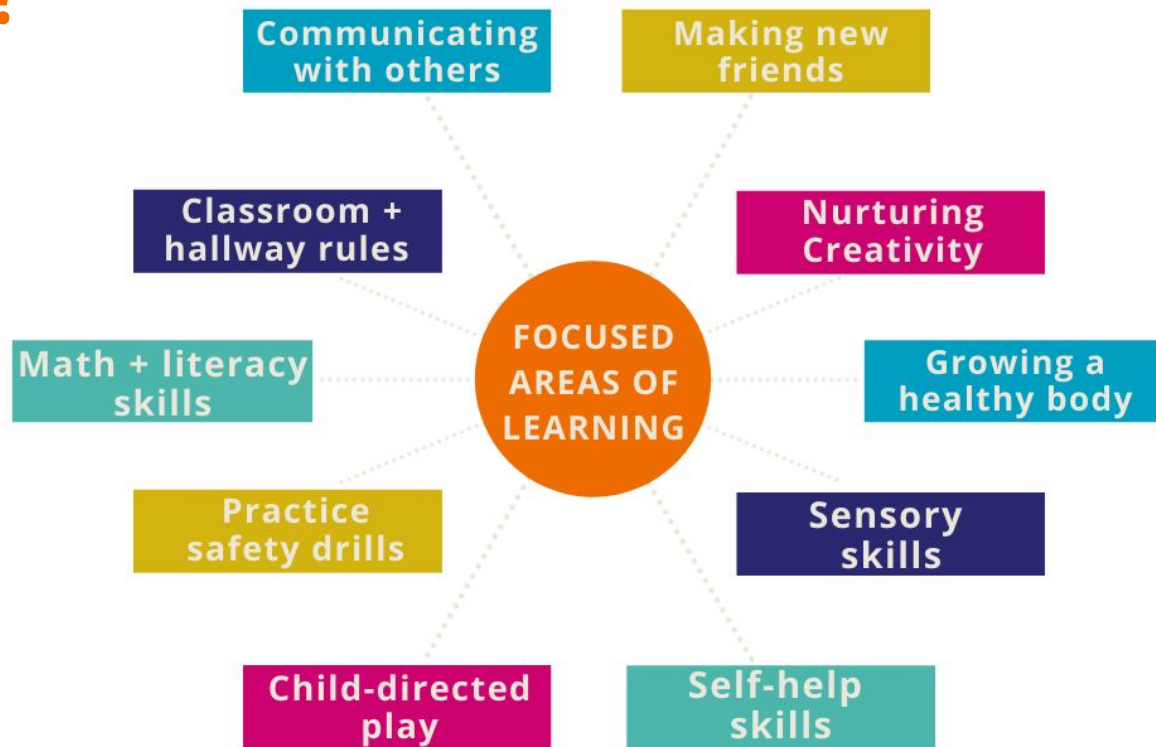 Communicating
with others
Making new
friends
Classroom +
hallway rules
Nurturing
Creativity
FOCUSED
AREAS OF
LEARNING
Math + literacy
skills
Growing a
healthy body
Practice
safety drills
Sensory
skills
Child-directed
play
Self-help
skills